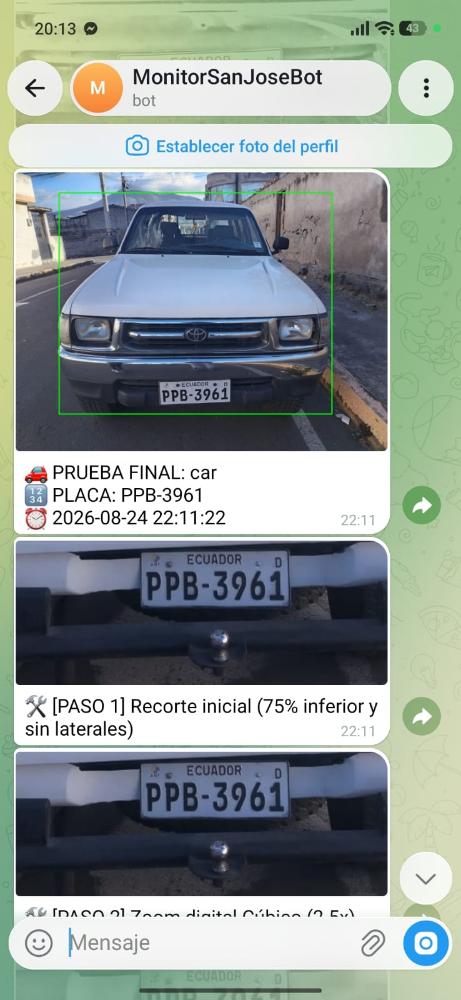 20:13
43
MonitorSanJoseBot
bot
M
Establecer foto del perfil
ECUADOR D
PPB-3961
PRUEBA FINAL: car
PLACA: PPB-3961
2026-08-24 22:11:22
22:11
ECUADOR D
PPB-3961
[PASO 1] Recorte inicial (75% inferior y
sin laterales)
22:11
ECUADOR D
PPB-3961
[PASO 2] Zoom digital Cúbico (2.5x)
Mensaje
ECUADOR D